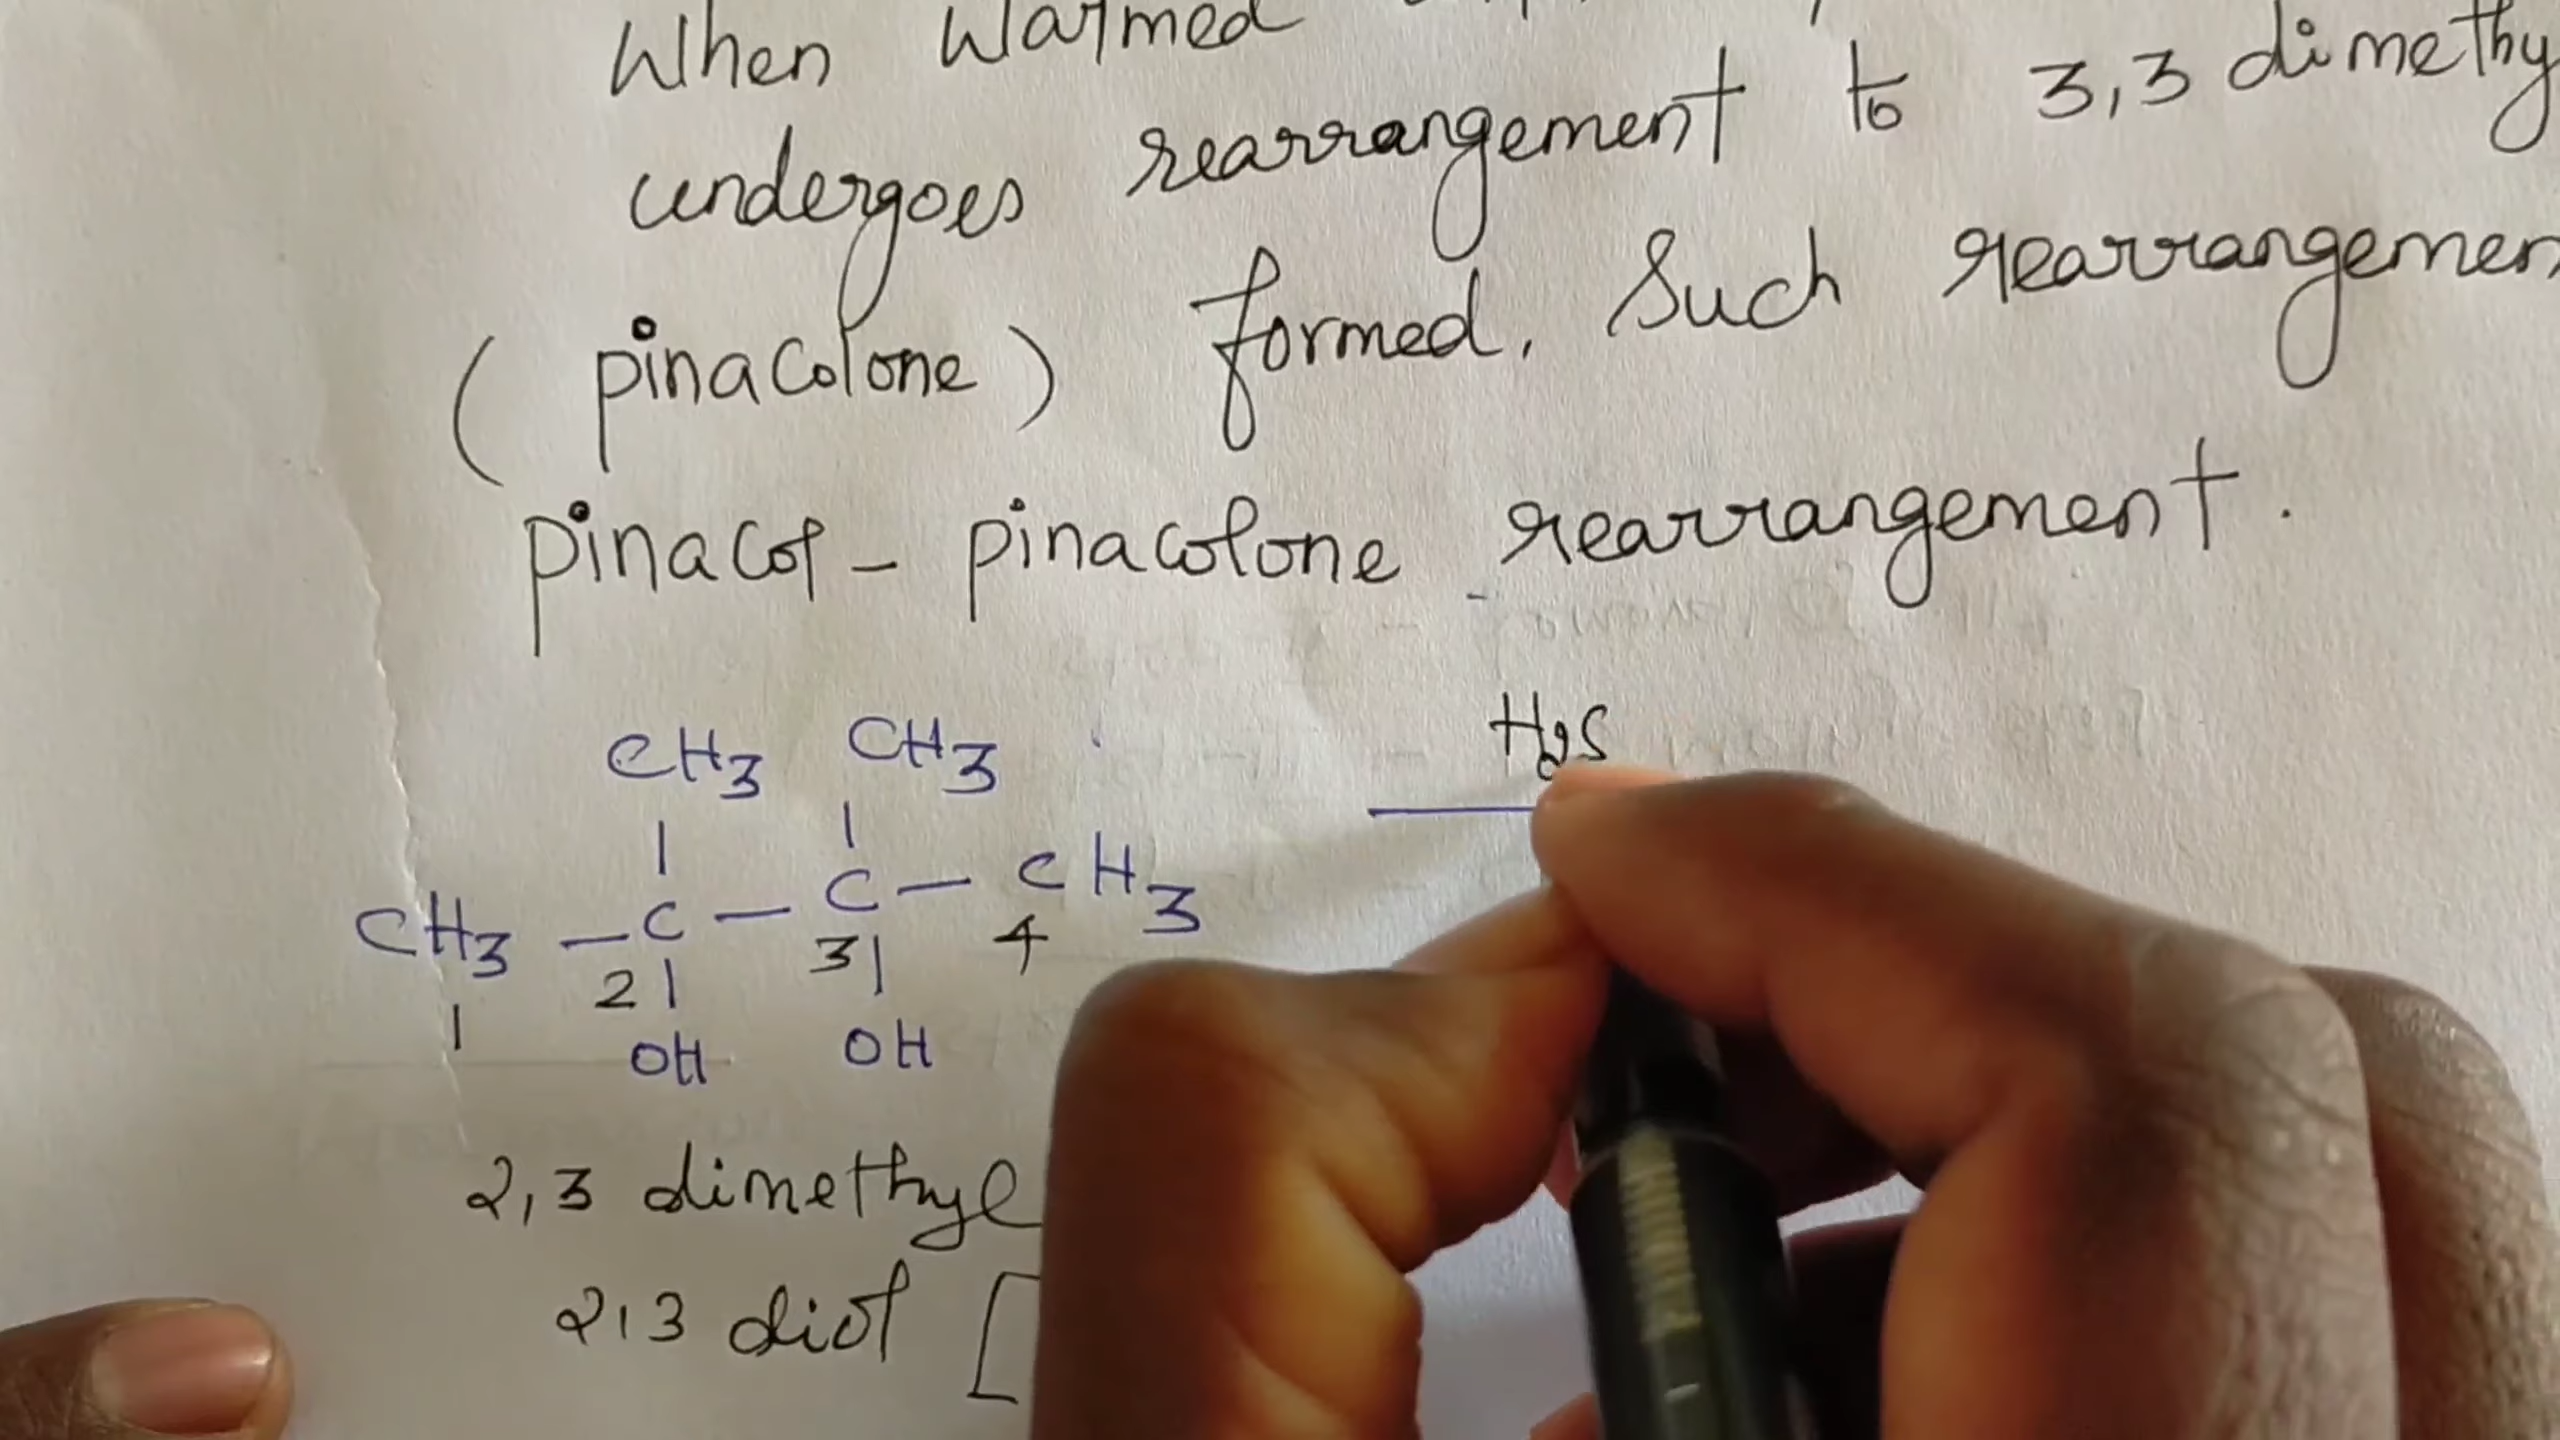 When warmed
undergoes rearrangement to 3,3 dimethy
(pinacolone) formed. Such rearrangemen
pinacol - pinacolone rearrangement.
CH3 CH3
H2S
CH3 - C - C - CH3
1 2 3 4
OH OH
2,3 dimethyl
2,3 diol [